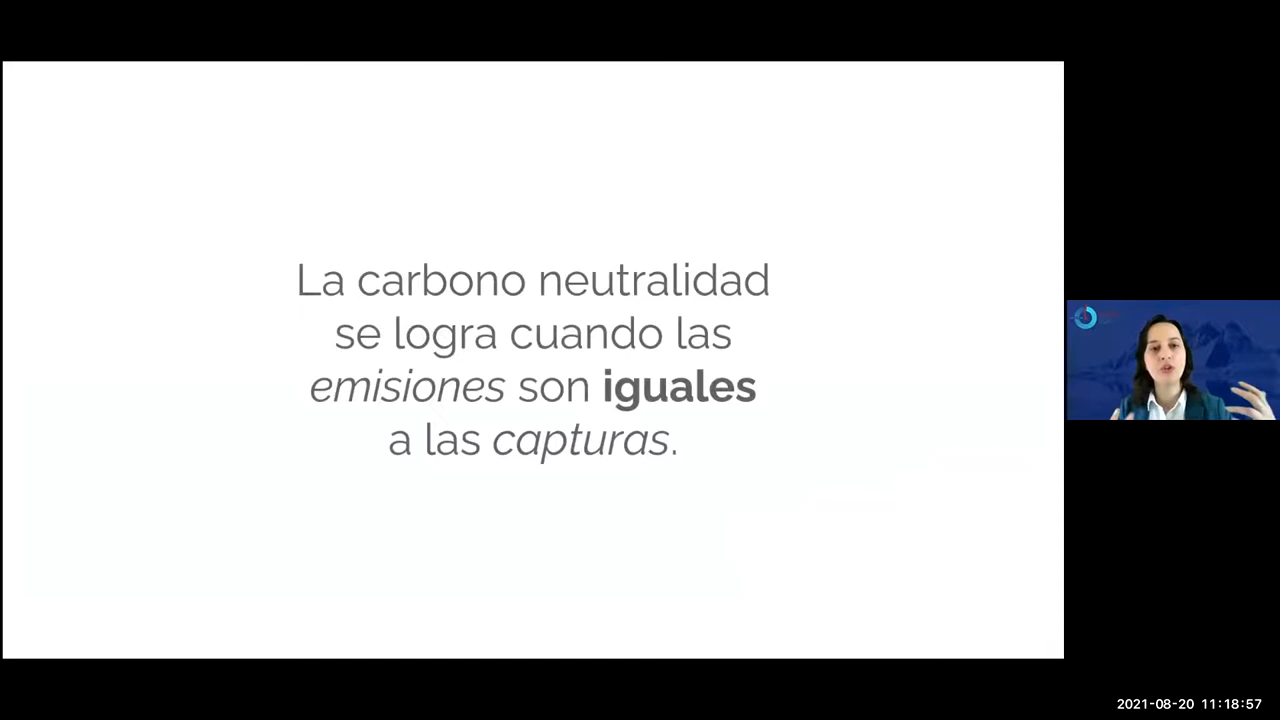 La carbono neutralidad
se logra cuando las
emisiones son iguales
a las capturas.
2021-08-20 11:18:57